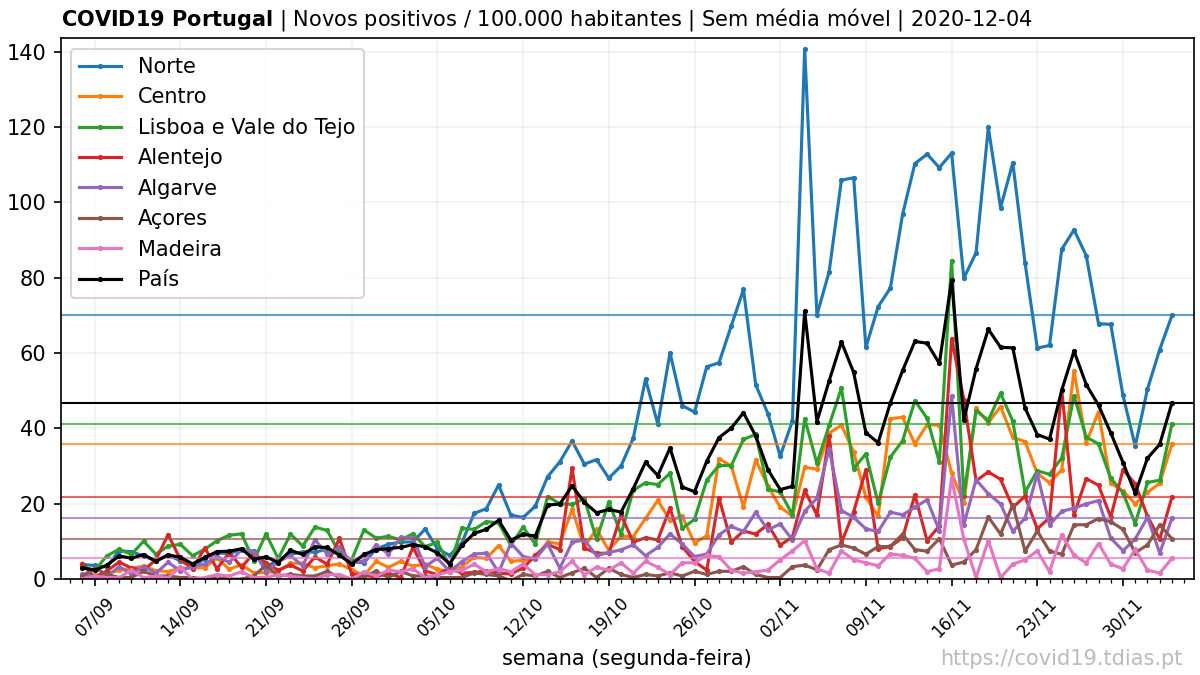 COVID19 Portugal | Novos positivos / 100.000 habitantes | Sem média móvel | 2020-12-04
140
120
100
80
60
40
20
0
Norte
Centro
Lisboa e Vale do Tejo
Alentejo
Algarve
Açores
Madeira
País
07/09
14/09
21/09
28/09
05/10
12/10
19/10
26/10
02/11
09/11
16/11
23/11
30/11
semana (segunda-feira)
https://covid19.tdias.pt